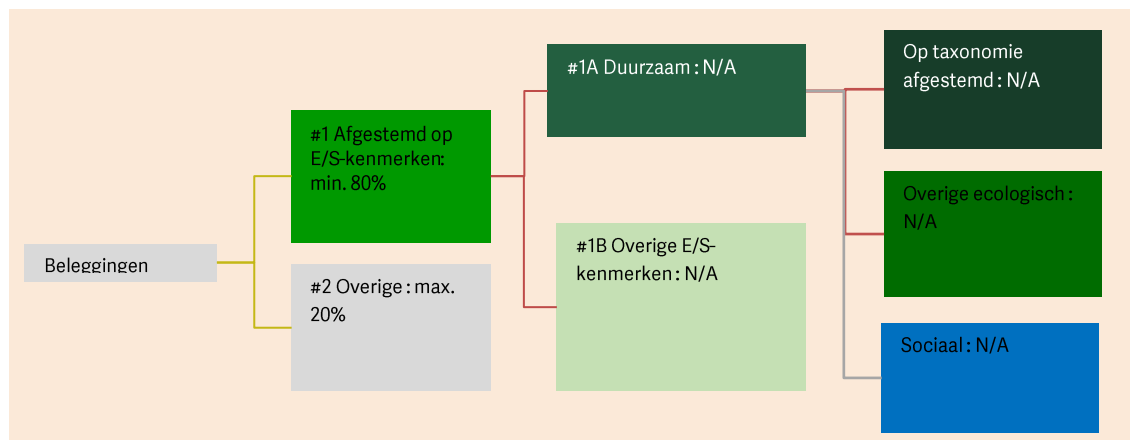 Beleggingen
#1 Afgestemd op
E/S-kenmerken:
min. 80%
#2 Overige : max.
20%
#1A Duurzaam : N/A
#1B Overige E/S-
kenmerken : N/A
Op taxonomie
afgestemd : N/A
Overige ecologisch :
N/A
Sociaal : N/A